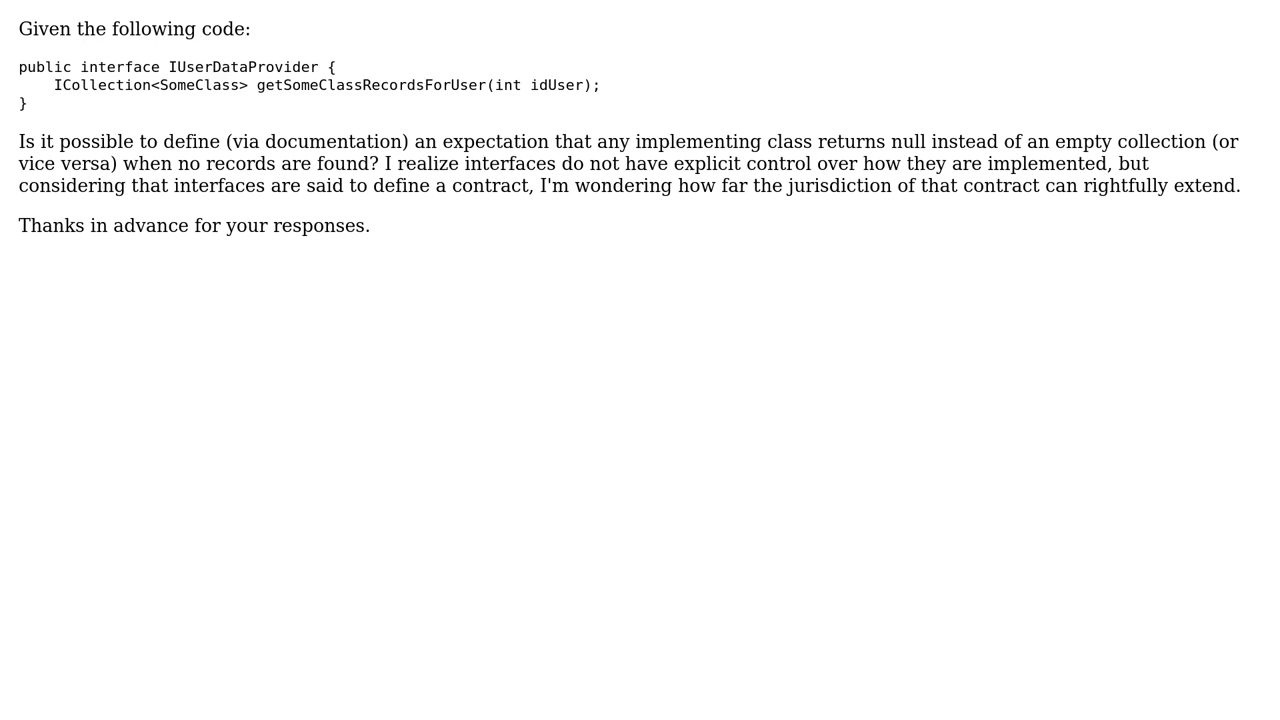 Given the following code:
public interface IUserDataProvider {
    ICollection<SomeClass> getSomeClassRecordsForUser(int idUser);
}
Is it possible to define (via documentation) an expectation that any implementing class returns null instead of an empty collection (or
vice versa) when no records are found? I realize interfaces do not have explicit control over how they are implemented, but
considering that interfaces are said to define a contract, I'm wondering how far the jurisdiction of that contract can rightfully extend.
Thanks in advance for your responses.